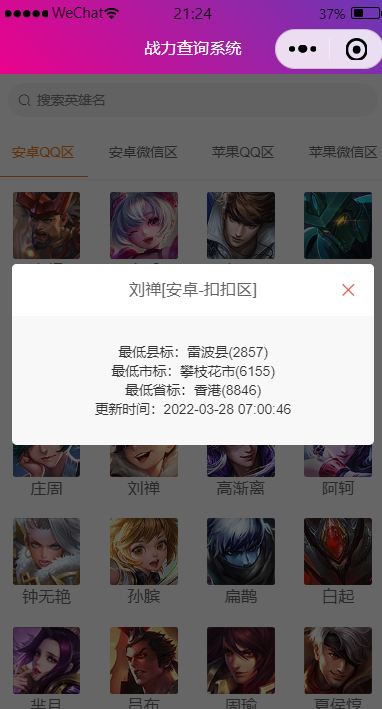 WeChat 21:24 37%
战力查询系统
搜索英雄名
安卓QQ区 安卓微信区 苹果QQ区 苹果微信区
刘禅[安卓-扣扣区]
最低县标：雷波县(2857)
最低市标：攀枝花市(6155)
最低省标：香港(8846)
更新时间：2022-03-28 07:00:46
庄周 刘禅 高渐离 阿轲
钟无艳 孙膑 扁鹊 白起
芈月 吕布 周瑜 夏侯惇